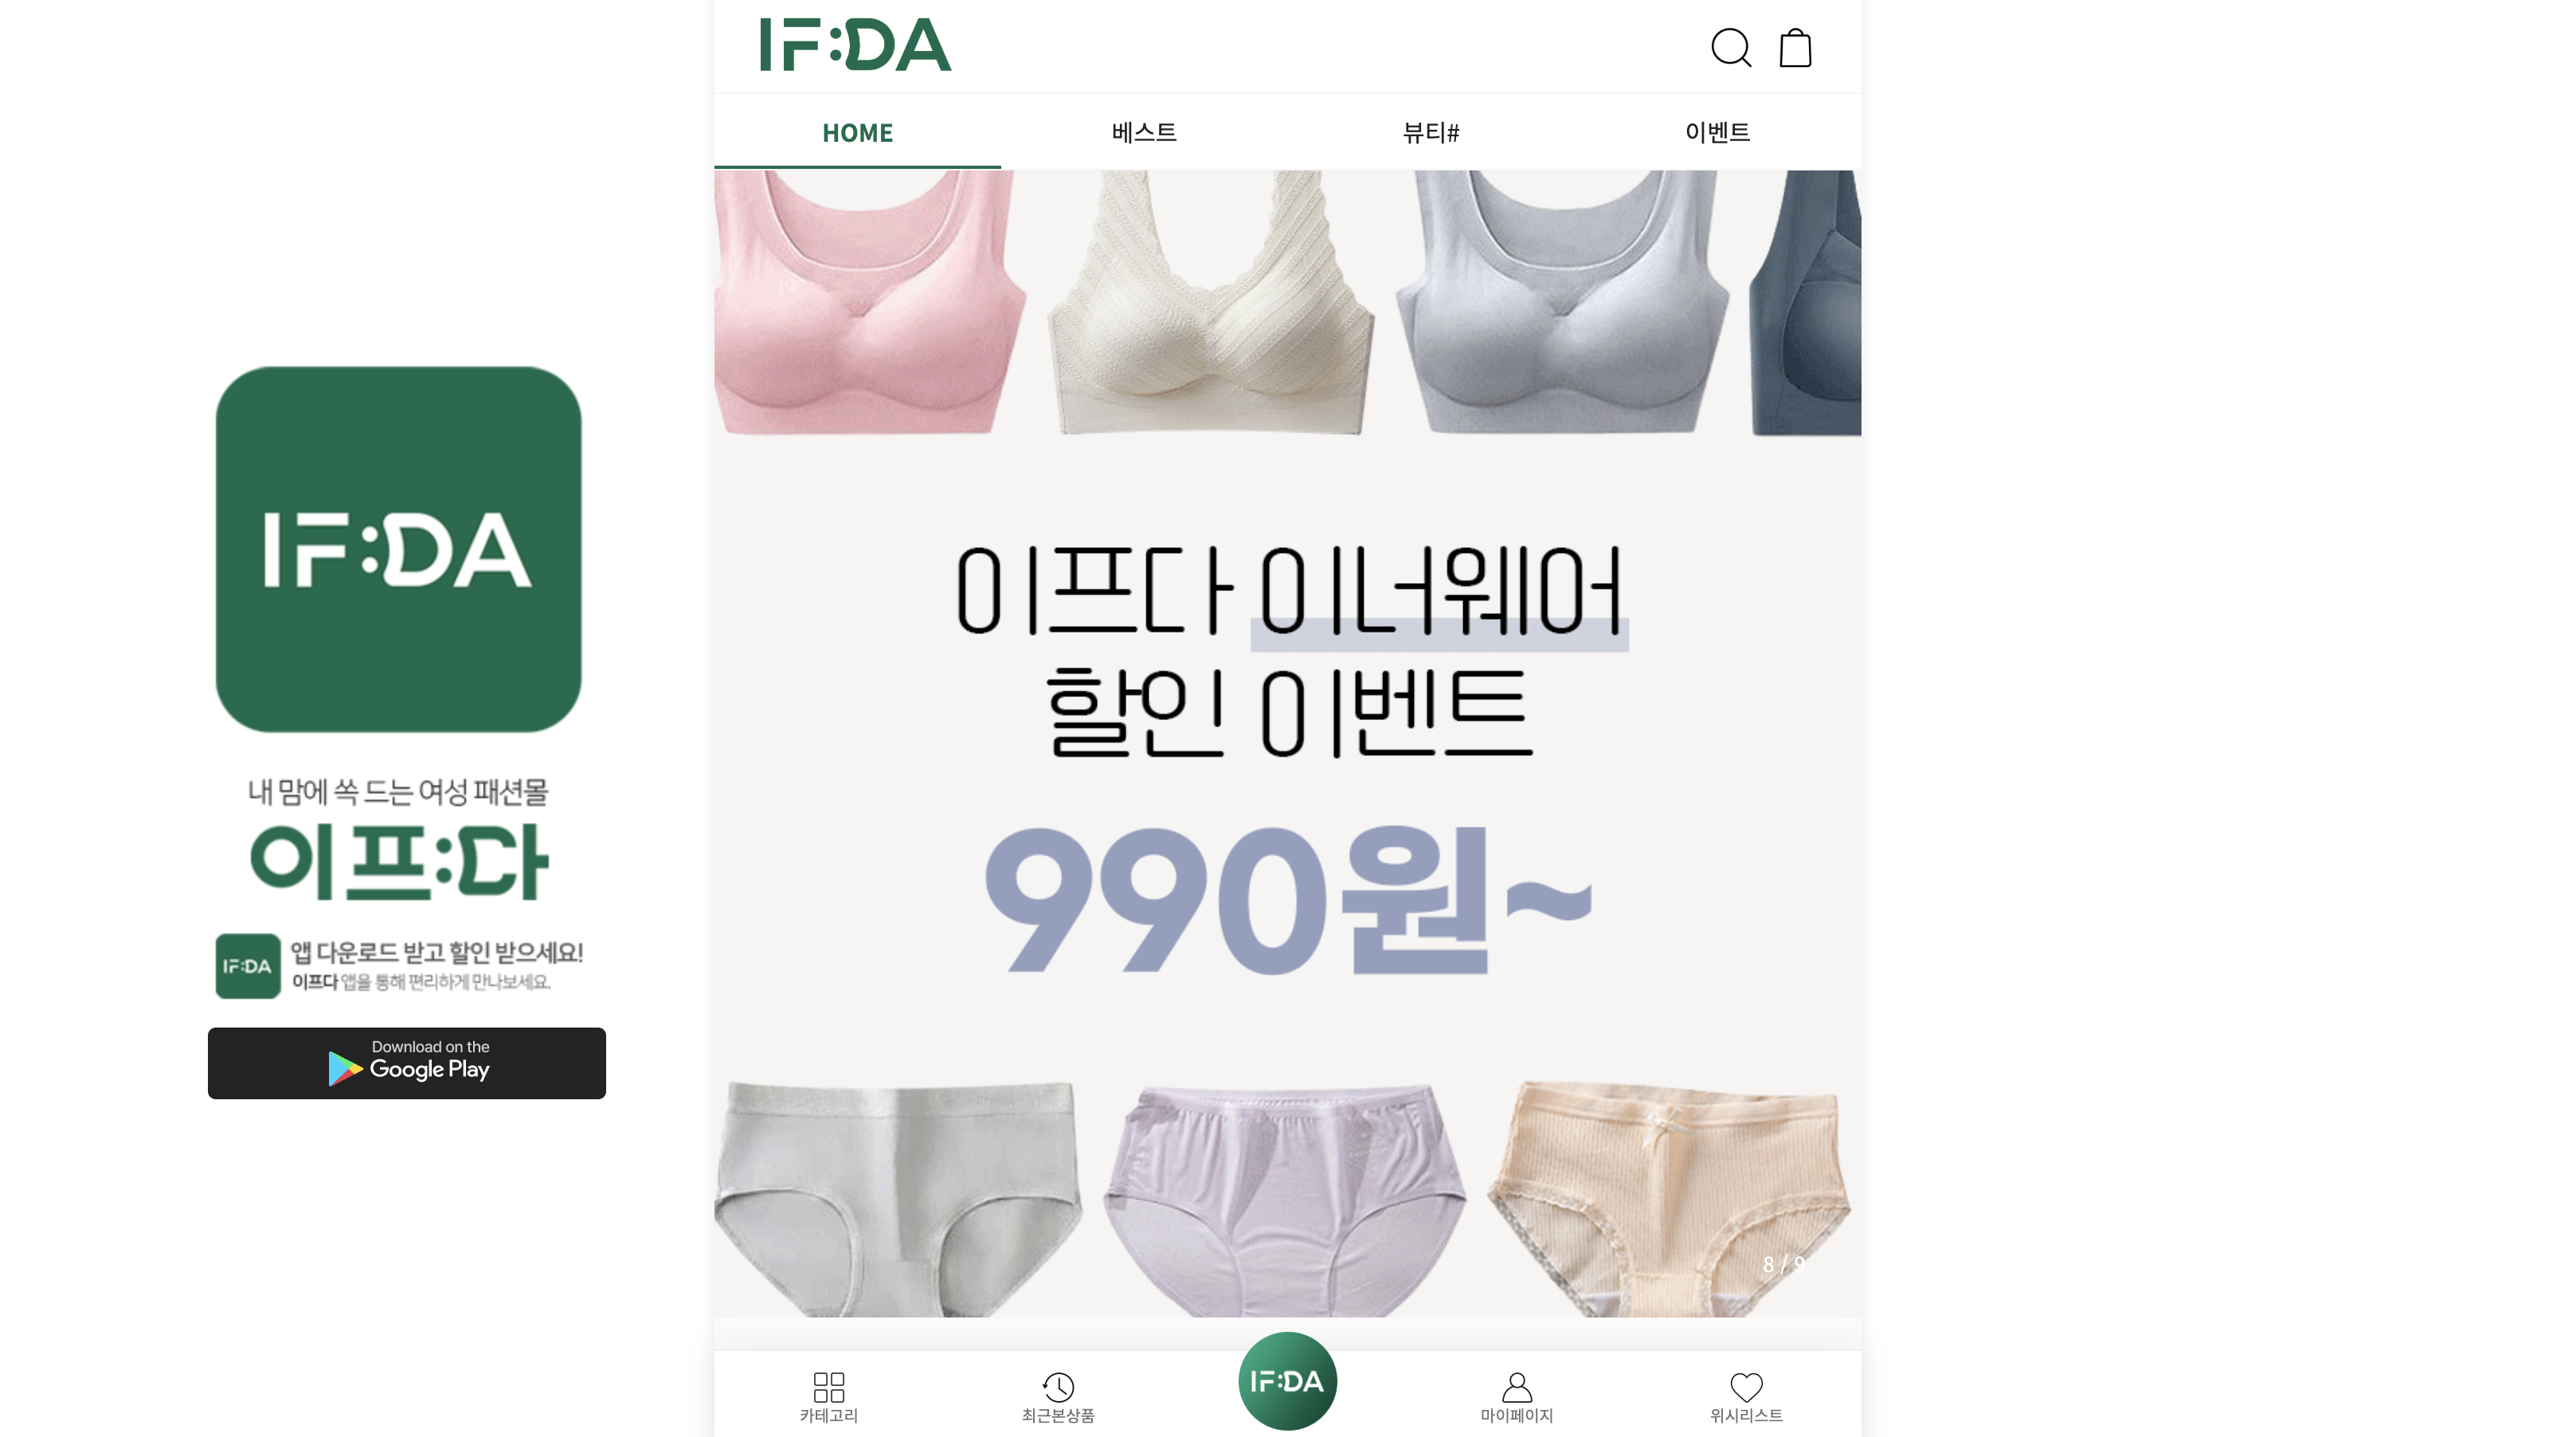 IF:DA
HOME
베스트
뷰티#
이벤트
IF:DA
내 맘에 쏙 드는 여성 패션몰
이프:다
IF:DA
앱 다운로드 받고 할인 받으세요!
이프다 앱을 통해 편리하게 만나보세요.
Download on the
Google Play
이프다 이너웨어
할인 이벤트
990원~
8 / 9
카테고리
최근본상품
IF:DA
마이페이지
위시리스트